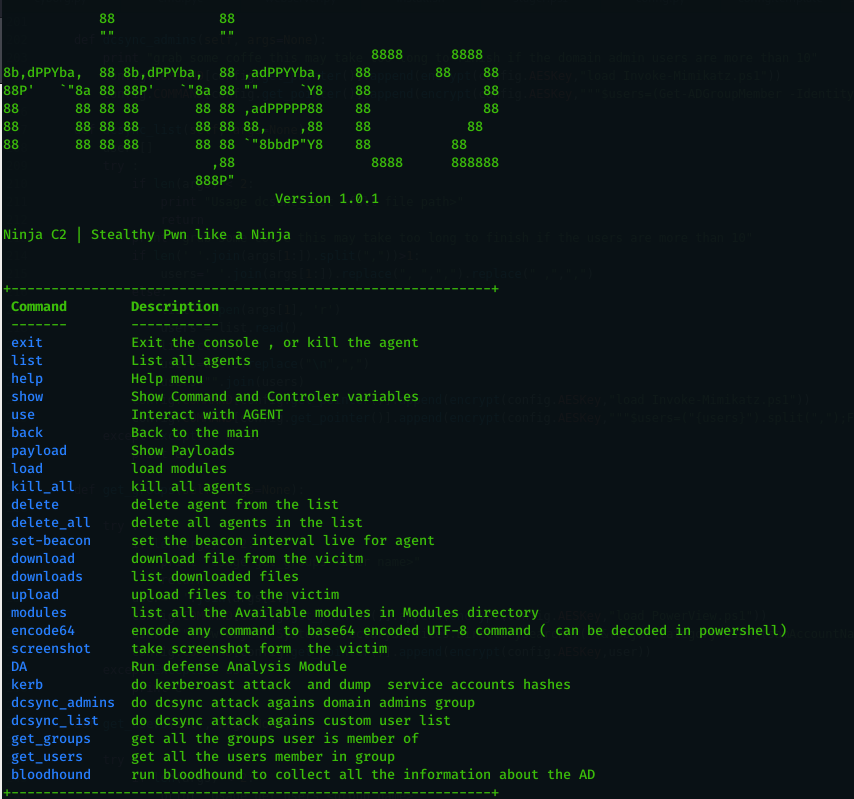 88             88
""             ""
8888      8888
8b,dPPYba,  88 8b,dPPYba,  88 ,adPPYYba,    88        88    88
88P'   `"8a 88 88P'   `"8a 88 ""     `Y8    88              88
88       88 88 88       88 88 ,adPPPPP88    88              88
88       88 88 88       88 88 88,    ,88    88            88
88       88 88 88       88 88 `"8bbdP"Y8    88          88
,88                 8888      888888
888P"
Version 1.0.1
Ninja C2 | Stealthy Pwn like a Ninja
+------------------------------------------------------------+
Command        Description
-------        -----------
exit           Exit the console , or kill the agent
list           List all agents
help           Help menu
show           Show Command and Controler variables
use            Interact with AGENT
back           Back to the main
payload        Show Payloads
load           load modules
kill_all       kill all agents
delete         delete agent from the list
delete_all     delete all agents in the list
set-beacon     set the beacon interval live for agent
download       download file from the vicitm
downloads      list downloaded files
upload         upload files to the victim
modules        list all the Available modules in Modules directory
encode64       encode any command to base64 encoded UTF-8 command ( can be decoded in powershell)
screenshot     take screenshot form  the victim
DA             Run defense Analysis Module
kerb           do kerberoast attack  and dump  service accounts hashes
dcsync_admins  do dcsync attack agains domain admins group
dcsync_list    do dcsync attack agains custom user list
get_groups     get all the groups user is member of
get_users      get all the users member in group
bloodhound     run bloodhound to collect all the information about the AD
+------------------------------------------------------------+